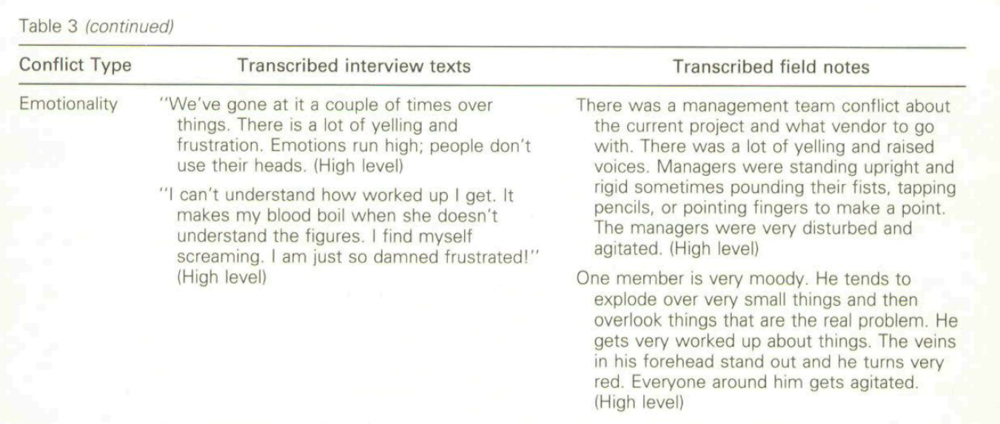 Table 3 (continued)
Conflict Type Transcribed interview texts Transcribed field notes
Emotionality
''We've gone at it a couple of times over
things. There is a lot of yelling and
frustration. Emotions run high; people don't
use their heads. (High level)
''I can't understand how worked up I get. It
makes my blood boil when she doesn't
understand the figures. I find myself
screaming. I am just so damned frustrated!''
(High level)
There was a management team conflict about
the current project and what vendor to go
with. There was a lot of yelling and raised
voices. Managers were standing upright and
rigid sometimes pounding their fists, tapping
pencils, or pointing fingers to make a point.
The managers were very disturbed and
agitated. (High level)
One member is very moody. He tends to
explode over very small things and then
overlook things that are the real problem. He
gets very worked up about things. The veins
in his forehead stand out and he turns very
red. Everyone around him gets agitated.
(High level)